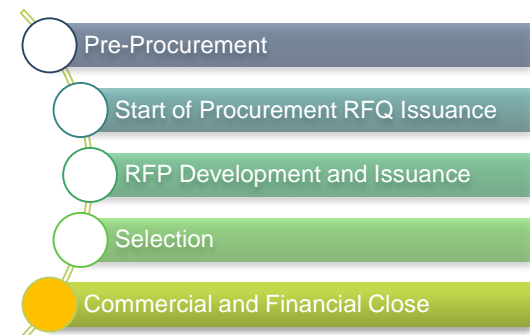 Pre-Procurement
Start of Procurement RFQ Issuance
RFP Development and Issuance
Selection
Commercial and Financial Close